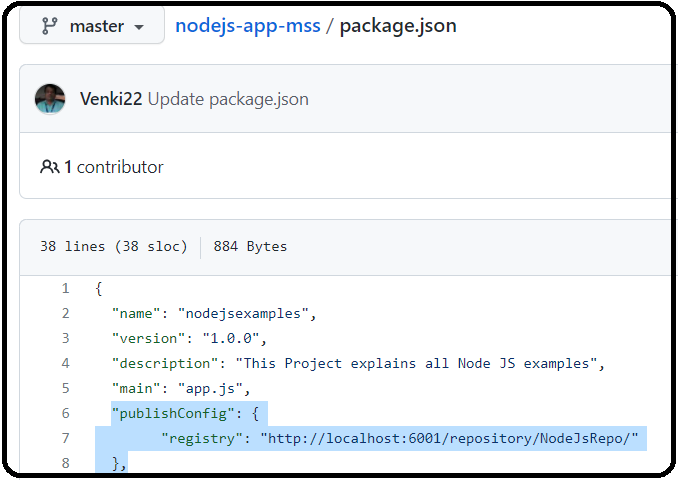 master nodejs-app-mss / package.json
Venki22 Update package.json
1 contributor
38 lines (38 sloc) 884 Bytes
1 {
2 "name": "nodejsexamples",
3 "version": "1.0.0",
4 "description": "This Project explains all Node JS examples",
5 "main": "app.js",
6 "publishConfig": {
7 "registry": "http://localhost:6001/repository/NodeJsRepo/"
8 },